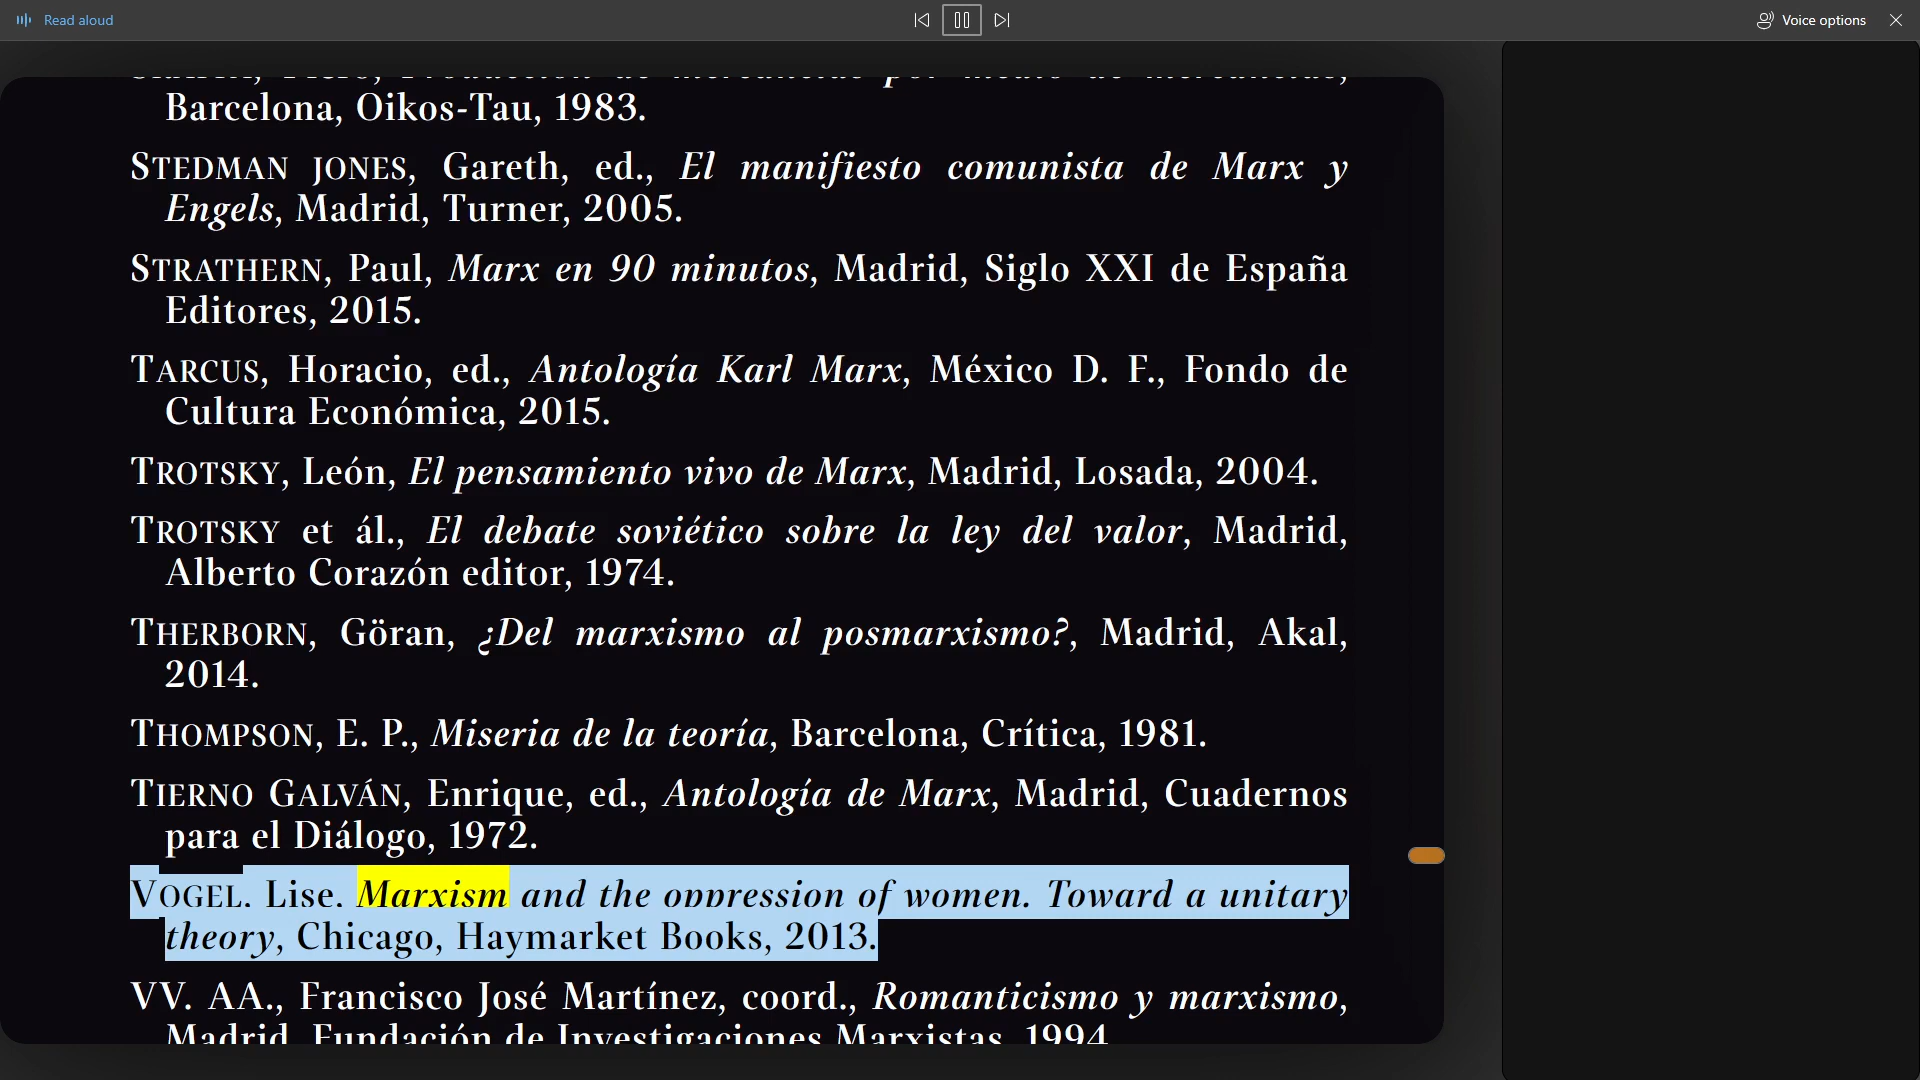 Read aloud
Voice options
Barcelona, Oikos-Tau, 1983.
STEDMAN JONES, Gareth, ed., El manifiesto comunista de Marx y
Engels, Madrid, Turner, 2005.
STRATHERN, Paul, Marx en 90 minutos, Madrid, Siglo XXI de España
Editores, 2015.
TARCUS, Horacio, ed., Antología Karl Marx, México D. F., Fondo de
Cultura Económica, 2015.
TROTSKY, León, El pensamiento vivo de Marx, Madrid, Losada, 2004.
TROTSKY et ál., El debate soviético sobre la ley del valor, Madrid,
Alberto Corazón editor, 1974.
THERBORN, Göran, ¿Del marxismo al posmarxismo?, Madrid, Akal,
2014.
THOMPSON, E. P., Miseria de la teoría, Barcelona, Crítica, 1981.
TIERNO GALVÁN, Enrique, ed., Antología de Marx, Madrid, Cuadernos
para el Diálogo, 1972.
VOGEL, Lise, Marxism and the oppression of women. Toward a unitary
theory, Chicago, Haymarket Books, 2013.
VV. AA., Francisco José Martínez, coord., Romanticismo y marxismo,
Madrid, Fundación de Investigaciones Marxistas, 1994